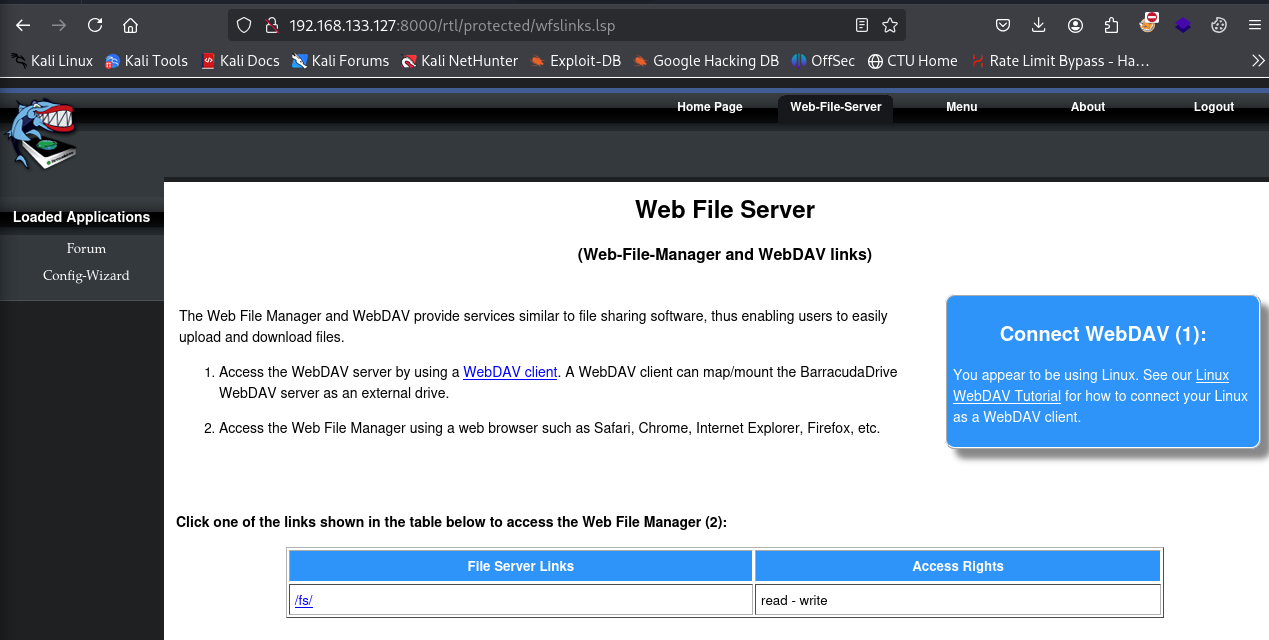 192.168.133.127:8000/rtl/protected/wfslinks.lsp
Kali Linux Kali Tools Kali Docs Kali Forums Kali NetHunter Exploit-DB Google Hacking DB OffSec CTU Home Rate Limit Bypass - Ha…
Home Page Web-File-Server Menu About Logout
Loaded Applications
Forum
Config-Wizard
Web File Server
(Web-File-Manager and WebDAV links)
The Web File Manager and WebDAV provide services similar to file sharing software, thus enabling users to easily
upload and download files.
1. Access the WebDAV server by using a WebDAV client. A WebDAV client can map/mount the BarracudaDrive
WebDAV server as an external drive.
2. Access the Web File Manager using a web browser such as Safari, Chrome, Internet Explorer, Firefox, etc.
Connect WebDAV (1):
You appear to be using Linux. See our Linux
WebDAV Tutorial for how to connect your Linux
as a WebDAV client.
Click one of the links shown in the table below to access the Web File Manager (2):
File Server Links Access Rights
/fs/ read - write